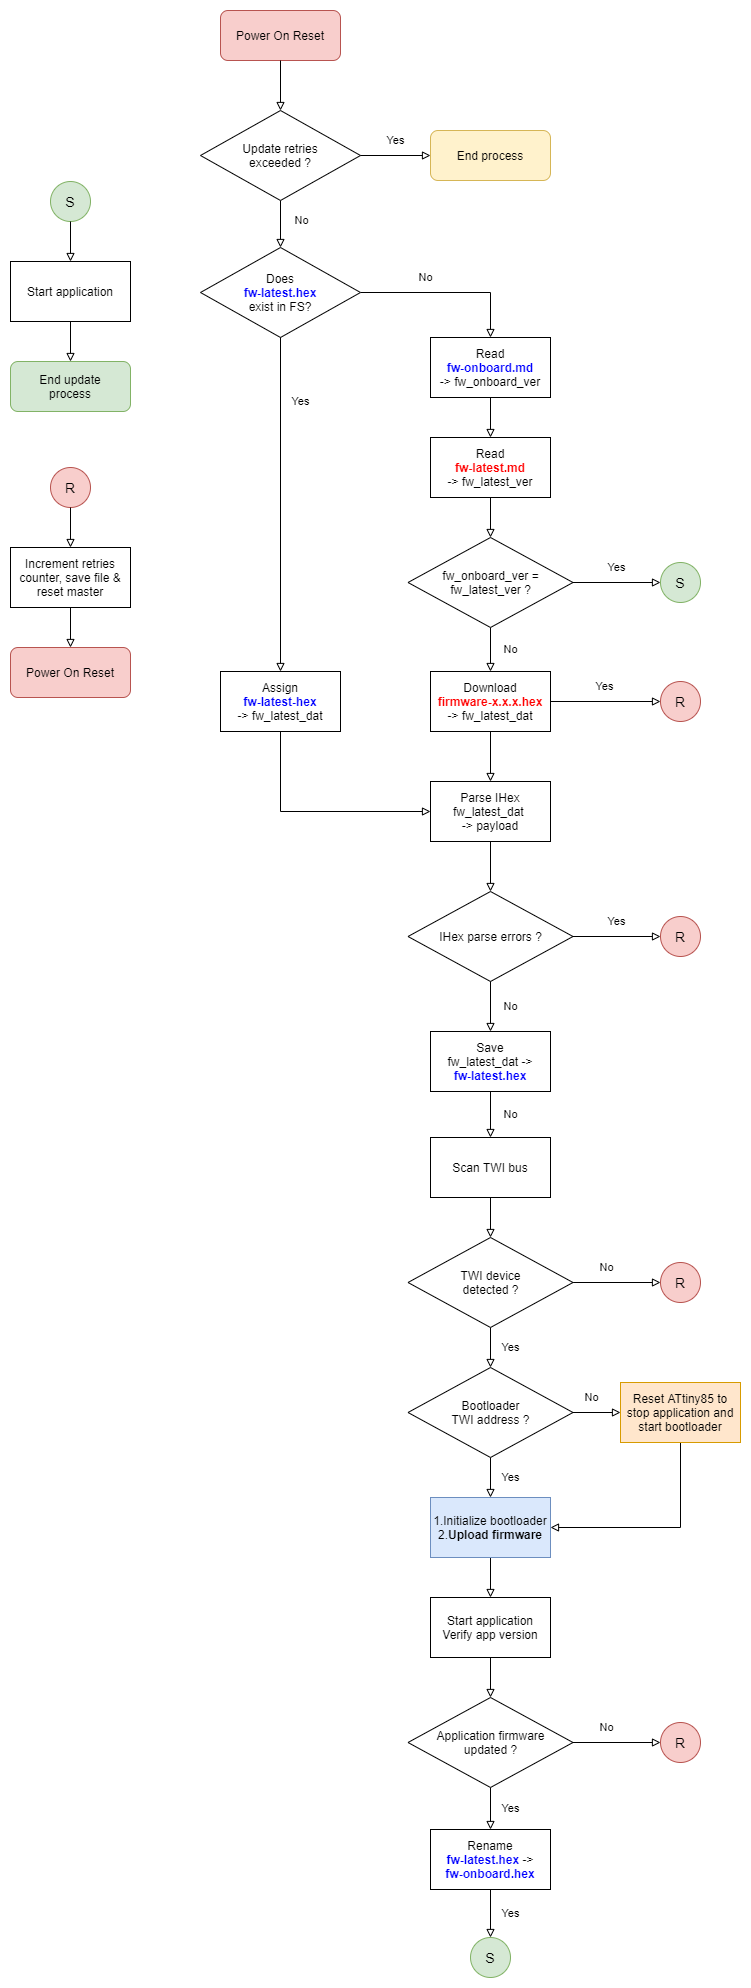 Power On Reset
Update retries
exceeded ?
Yes
End process
No
S
Start application
End update
process
R
Increment retries
counter, save file &
reset master
Power On Reset
Does
fw-latest.hex
exist in FS?
No
Yes
Read
fw-onboard.md
-> fw_onboard_ver
Read
fw-latest.md
-> fw_latest_ver
fw_onboard_ver =
fw_latest_ver ?
Yes
S
No
Assign
fw-latest-hex
-> fw_latest_dat
Download
firmware-x.x.x.hex
-> fw_latest_dat
Yes
R
Parse IHex
fw_latest_dat
-> payload
IHex parse errors ?
Yes
R
No
Save
fw_latest_dat ->
fw-latest.hex
No
Scan TWI bus
TWI device
detected ?
No
R
Yes
Bootloader
TWI address ?
No
Reset ATtiny85 to
stop application and
start bootloader
Yes
1.Initialize bootloader
2.Upload firmware
Start application
Verify app version
Application firmware
updated ?
No
R
Yes
Rename
fw-latest.hex ->
fw-onboard.hex
Yes
S